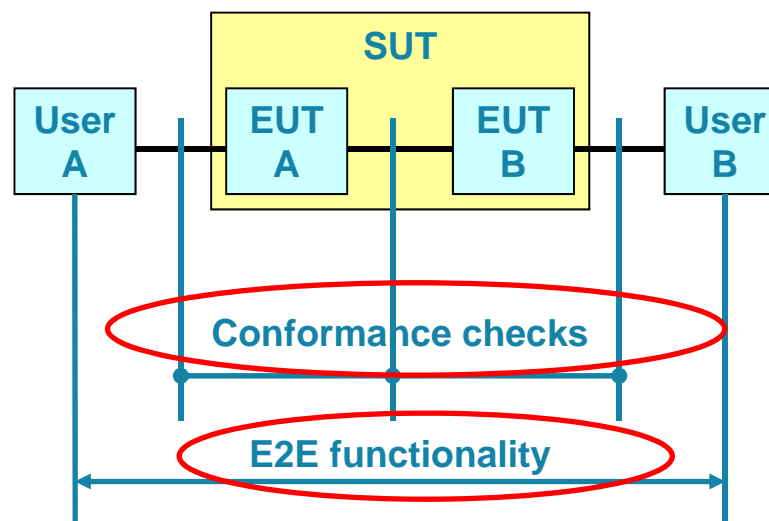 SUT
User
A
EUT
A
EUT
B
User
B
Conformance checks
E2E functionality